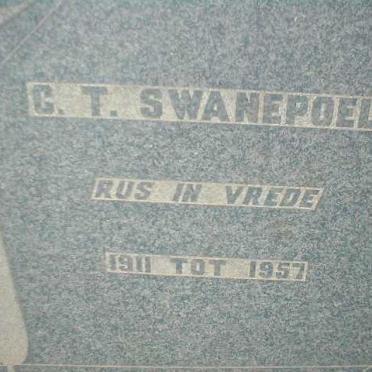 C. T. SWANEPOEL
RUS IN VREDE
1911 TOT 1957